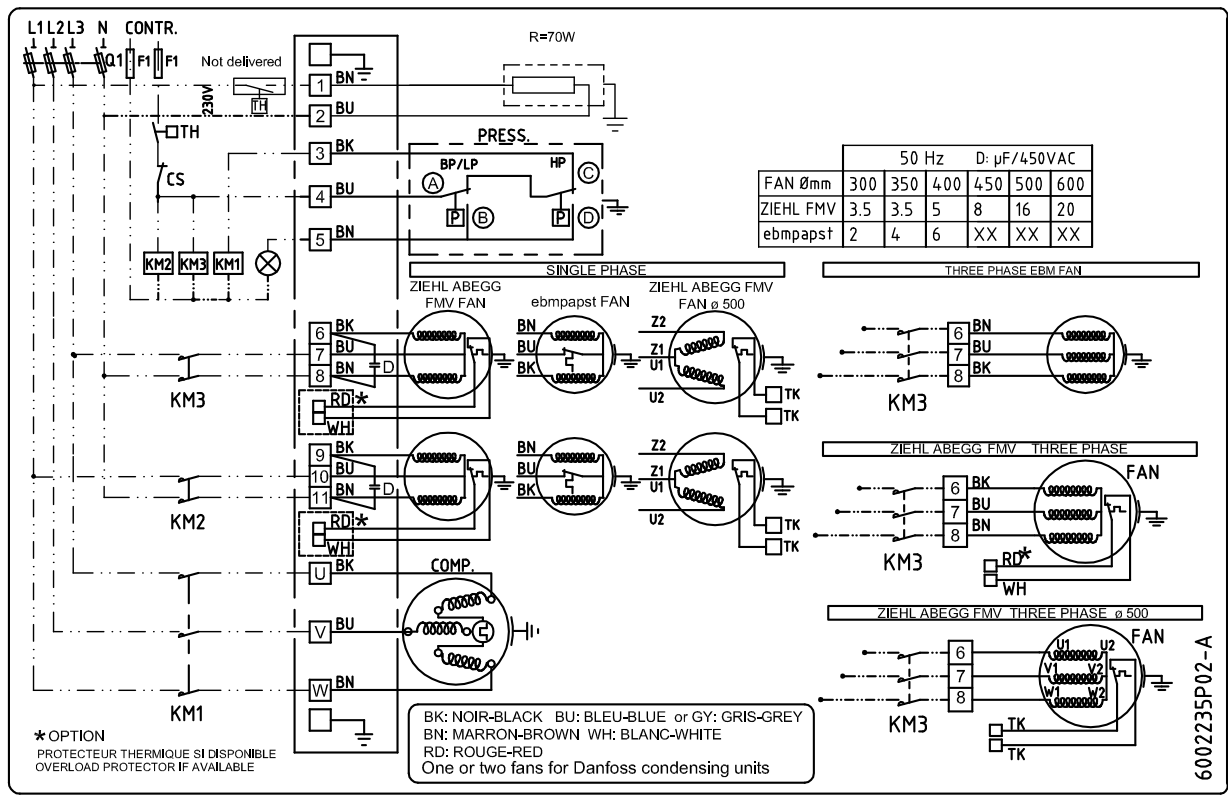 L1 L2 L3 N CONTR.
Q1 F1 F1
Not delivered
230V
TH
TH
CS
KM2 KM3 KM1
1 BN
2 BU
3 BK
4 BU
5 BN
R=70W
PRESS.
BP/LP HP
A
B
C
D
P P
50 Hz D: µF/450VAC
FAN Ømm 300 350 400 450 500 600
ZIEHL FMV 3.5 3.5 5 8 16 20
ebmpapst 2 4 6 XX XX XX
SINGLE PHASE
ZIEHL ABEGG
FMV FAN
ebmpapst FAN
ZIEHL ABEGG FMV
FAN ø 500
6 BK
7 BU
8 BN
D
RD*
WH
BN
BU
BK
Z2
Z1
U1
U2
TK
TK
KM3
9 BK
10 BU
11 BN
D
RD*
WH
BN
BU
BK
Z2
Z1
U1
U2
TK
TK
KM2
U BK
V BU
W BN
COMP.
KM1
THREE PHASE EBM FAN
6 BN
7 BU
8 BK
KM3
ZIEHL ABEGG FMV THREE PHASE
FAN
6 BK
7 BU
8 BN
KM3
RD*
WH
ZIEHL ABEGG FMV THREE PHASE ø 500
FAN
6
7
8
U1 U2
V1 V2
W1 W2
KM3
TK
TK
* OPTION
PROTECTEUR THERMIQUE SI DISPONIBLE
OVERLOAD PROTECTOR IF AVAILABLE
BK: NOIR-BLACK BU: BLEU-BLUE or GY: GRIS-GREY
BN: MARRON-BROWN WH: BLANC-WHITE
RD: ROUGE-RED
One or two fans for Danfoss condensing units
6002235P02-A